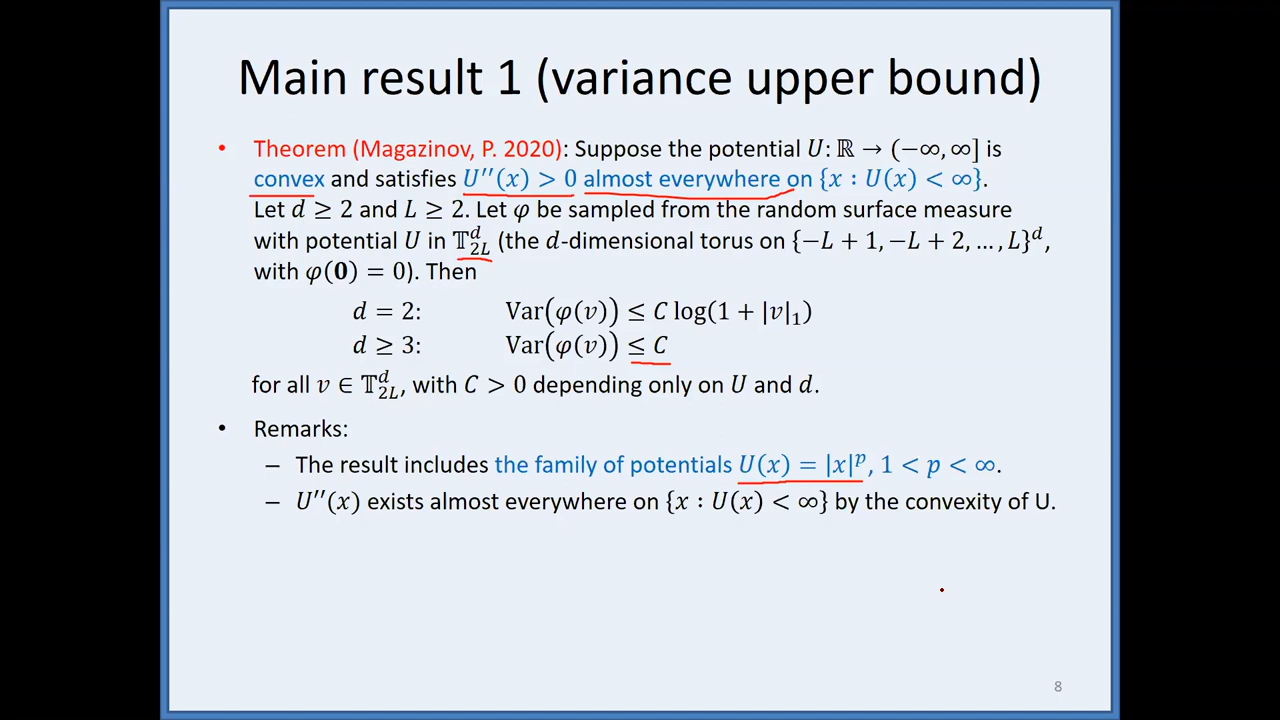 Main result 1 (variance upper bound)
• Theorem (Magazinov, P. 2020): Suppose the potential U: ℝ → (−∞, ∞] is
convex and satisfies U′′(x) > 0 almost everywhere on {x : U(x) < ∞}.
Let d ≥ 2 and L ≥ 2. Let φ be sampled from the random surface measure
with potential U in 𝕋^d_{2L} (the d-dimensional torus on {−L + 1, −L + 2, …, L}^d,
with φ(𝟎) = 0). Then
d = 2: Var(φ(v)) ≤ C log(1 + |v|₁)
d ≥ 3: Var(φ(v)) ≤ C
for all v ∈ 𝕋^d_{2L}, with C > 0 depending only on U and d.
• Remarks:
– The result includes the family of potentials U(x) = |x|^p, 1 < p < ∞.
– U′′(x) exists almost everywhere on {x : U(x) < ∞} by the convexity of U.
8